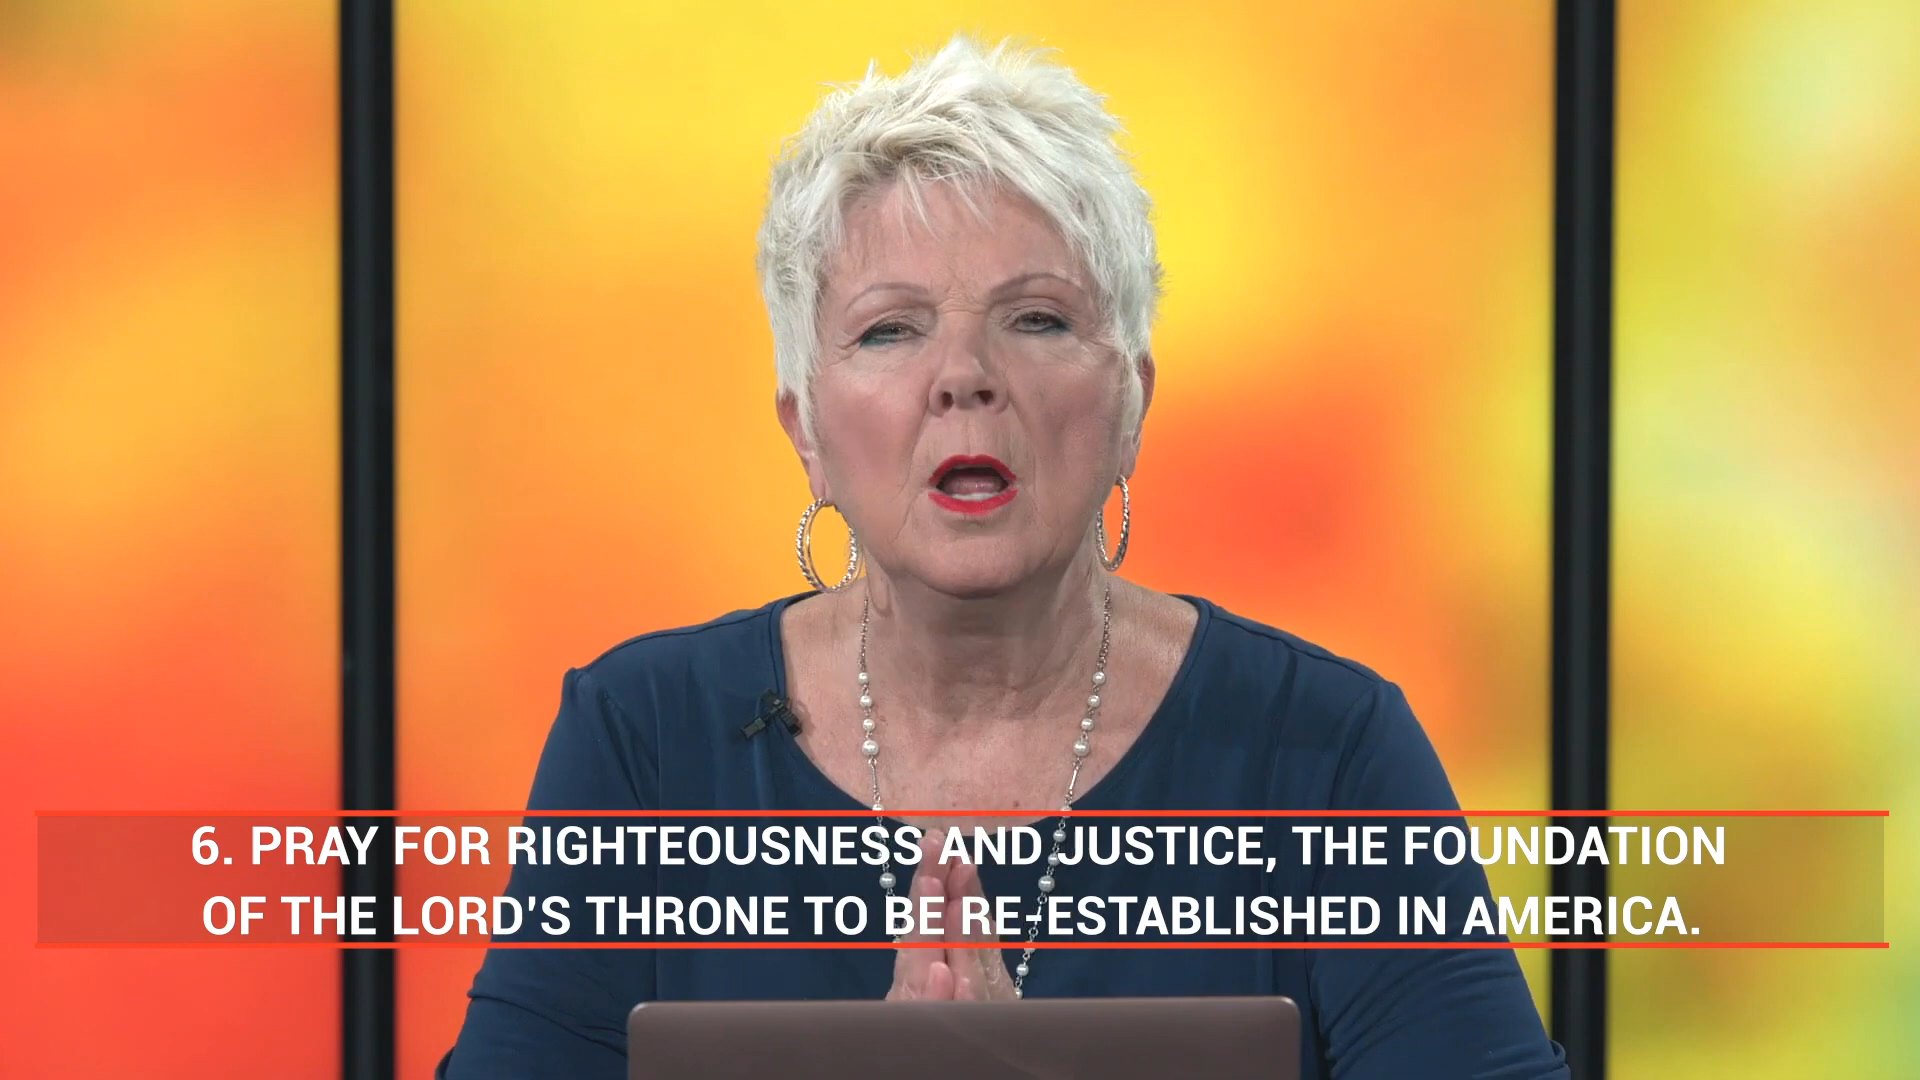 6. PRAY FOR RIGHTEOUSNESS AND JUSTICE, THE FOUNDATION
OF THE LORD'S THRONE TO BE RE-ESTABLISHED IN AMERICA.